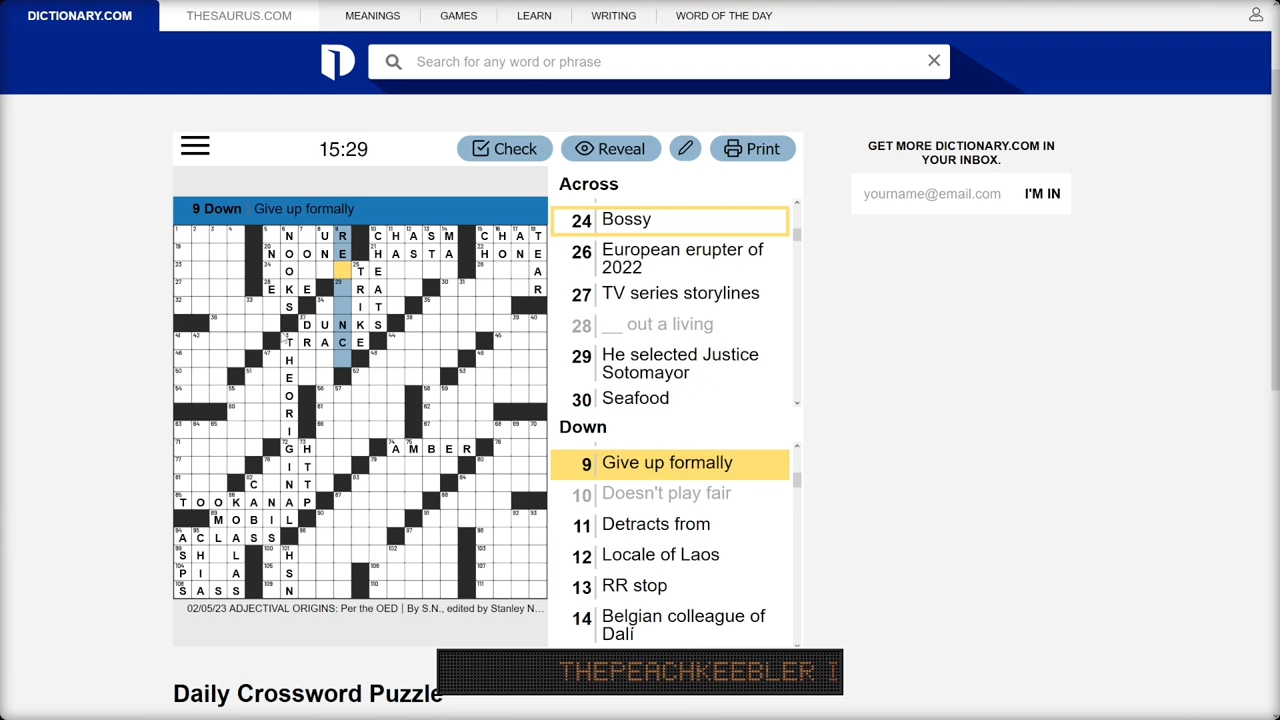 DICTIONARY.COM
THESAURUS.COM
MEANINGS
GAMES
LEARN
WRITING
WORD OF THE DAY
Search for any word or phrase
15:29
Check
Reveal
Print
GET MORE DICTIONARY.COM IN
YOUR INBOX.
yourname@email.com
I'M IN
9 Down Give up formally
Across
24 Bossy
26 European erupter of
2022
27 TV series storylines
28 __ out a living
29 He selected Justice
Sotomayor
30 Seafood
Down
9 Give up formally
10 Doesn't play fair
11 Detracts from
12 Locale of Laos
13 RR stop
14 Belgian colleague of
Dalí
N U R C H A S M C H A T
N O O N E H A S T A H O N E
O T E A
E K E R A R
S I T
D U N K S
T R A C E
H
E
O
R
I
G H A M B E R
I T
C N T
T O O K A N A P
M O B I L
A C L A S S
S H L H
P I A S
S A S S N
02/05/23 ADJECTIVAL ORIGINS: Per the OED | By S.N., edited by Stanley N...
THEPEACHKEEBLER I
Daily Crossword Puzzle